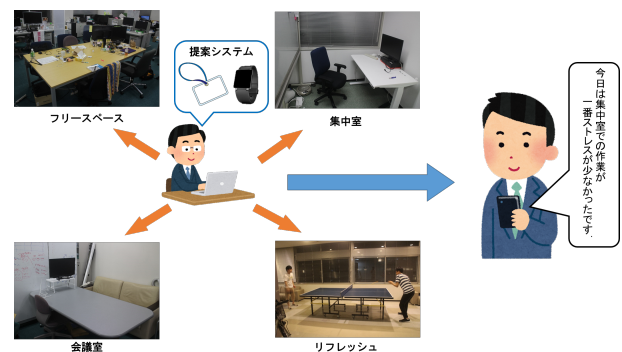 提案システム
フリースペース
集中室
会議室
リフレッシュ
今日は集中室での作業が
一番ストレスが少なかったです.